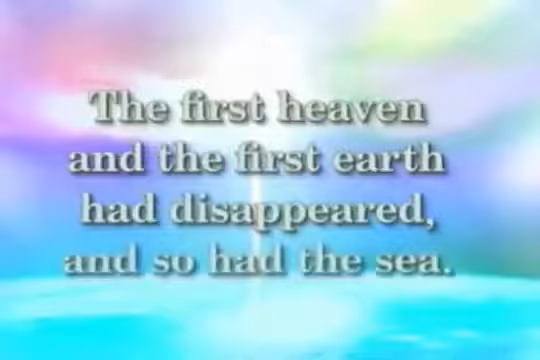 The first heaven
and the first earth
had disappeared,
and so had the sea.